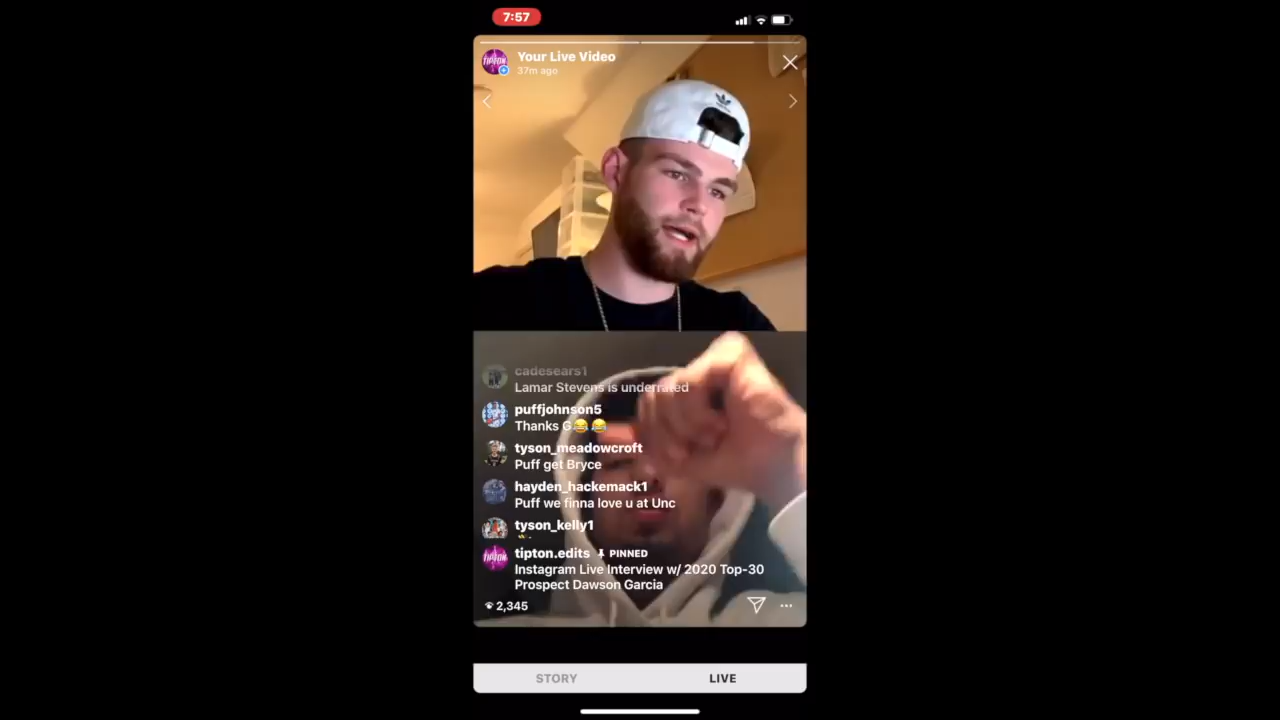 7:57
Your Live Video
37m ago
cadesears1
Lamar Stevens is underrated
puffjohnson5
Thanks G😂😂
tyson_meadowcroft
Puff get Bryce
hayden_hackemack1
Puff we finna love u at Unc
tyson_kelly1
tipton.edits PINNED
Instagram Live Interview w/ 2020 Top-30
Prospect Dawson Garcia
2,345
STORY LIVE